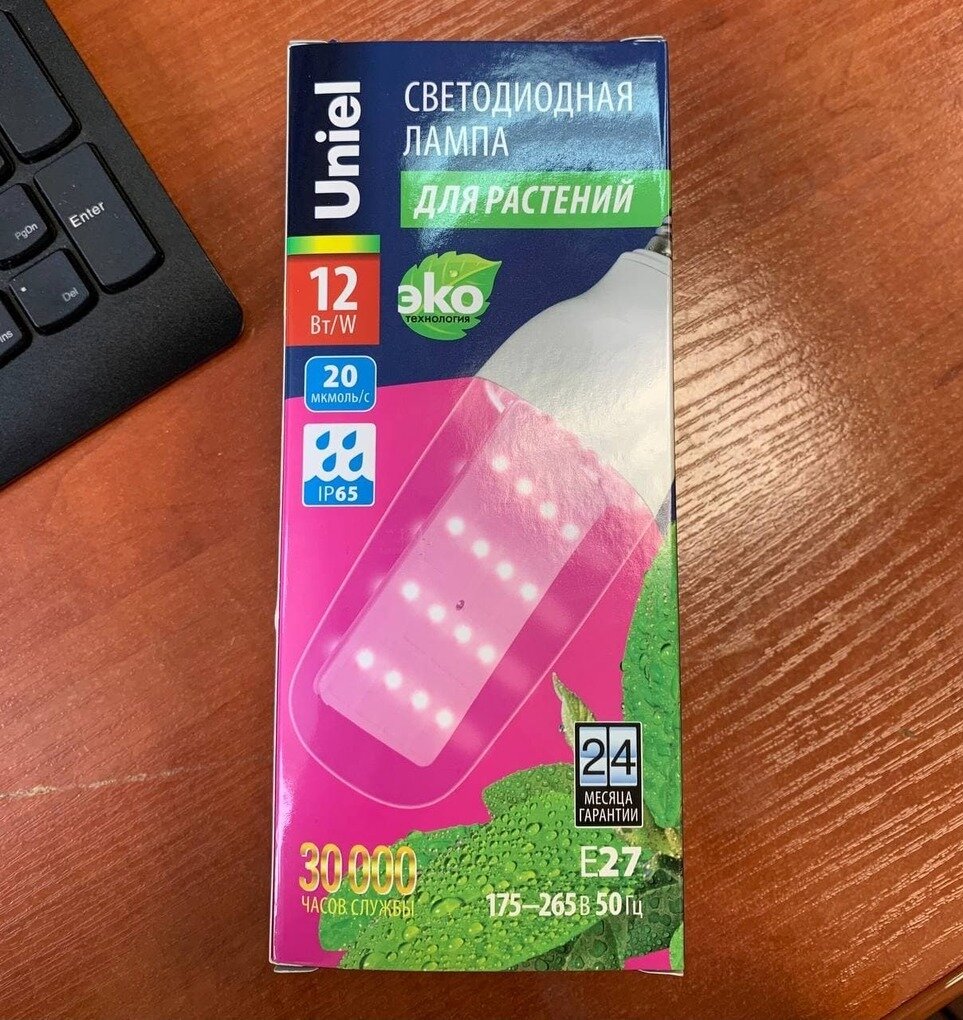 Uniel
СВЕТОДИОДНАЯ
ЛАМПА
ДЛЯ РАСТЕНИЙ
12
Вт/W
эко
технология
20
мкмоль/с
IP65
24
МЕСЯЦА
ГАРАНТИИ
30 000
ЧАСОВ СЛУЖБЫ
E27
175–265 В 50 Гц
Enter
PgDn
Del
Ins